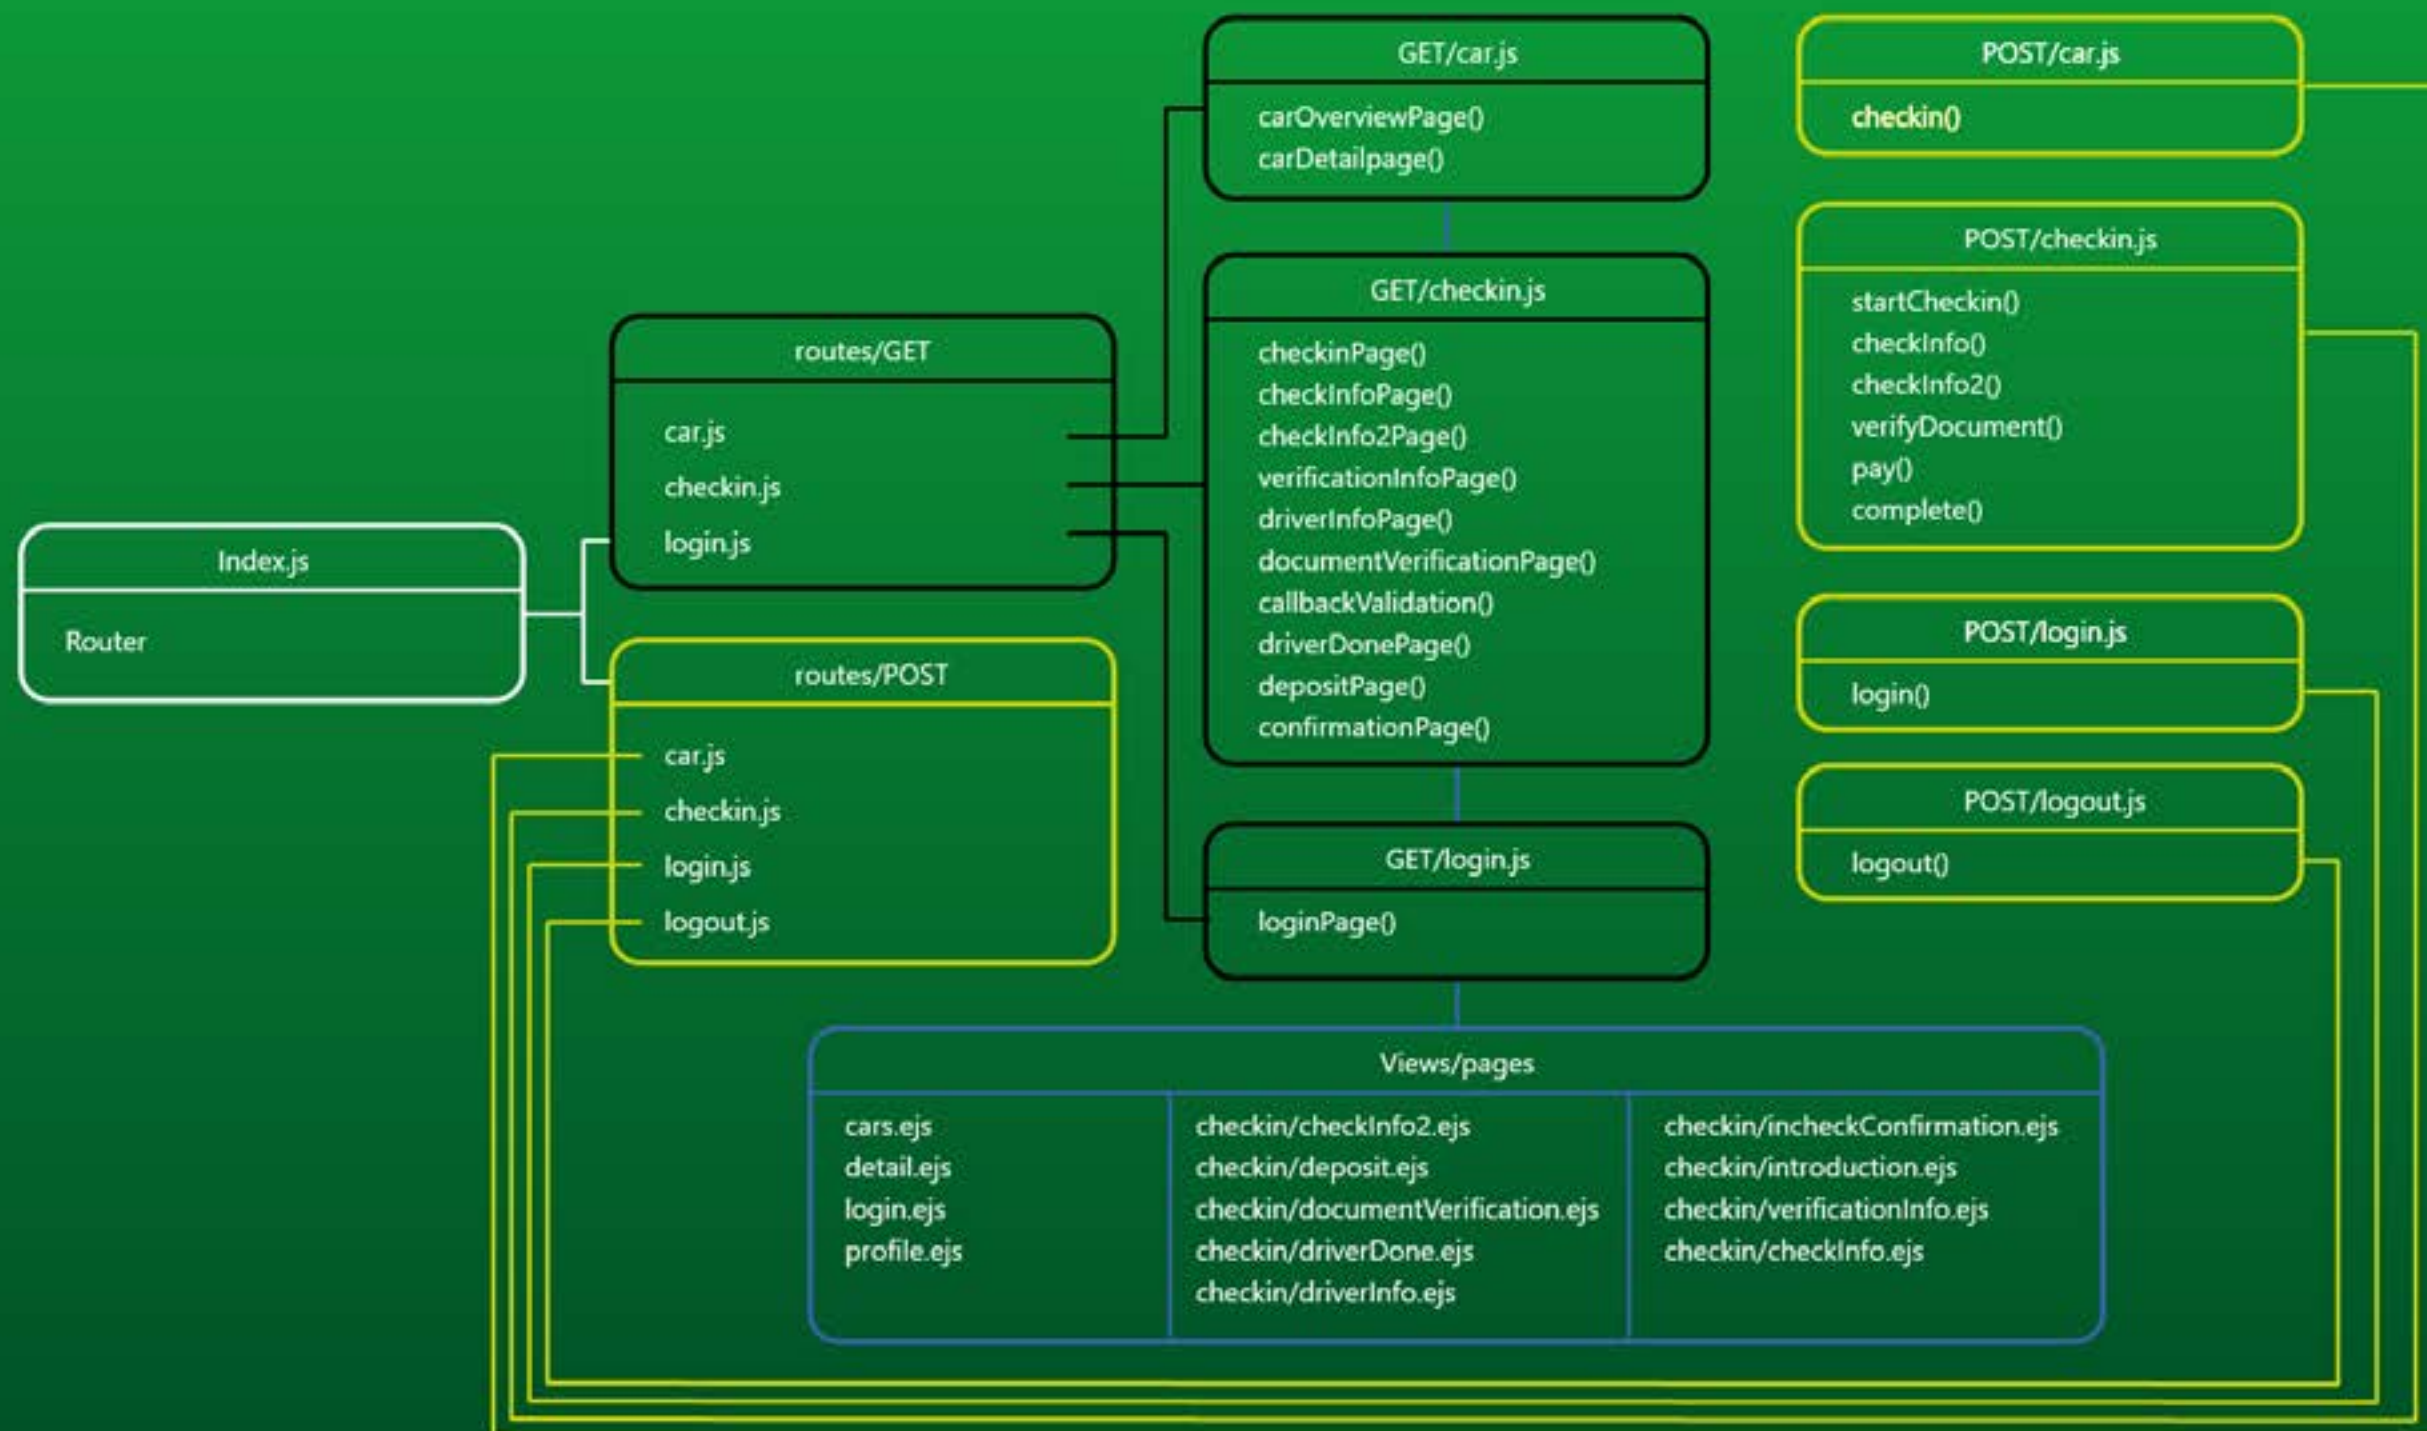 Index.js
Router
routes/GET
car.js
checkin.js
login.js
routes/POST
car.js
checkin.js
login.js
logout.js
GET/car.js
carOverviewPage()
carDetailpage()
GET/checkin.js
checkinPage()
checkInfoPage()
checkInfo2Page()
verificationInfoPage()
driverInfoPage()
documentVerificationPage()
callbackValidation()
driverDonePage()
depositPage()
confirmationPage()
GET/login.js
loginPage()
POST/car.js
checkin()
POST/checkin.js
startCheckin()
checkInfo()
checkInfo2()
verifyDocument()
pay()
complete()
POST/login.js
login()
POST/logout.js
logout()
Views/pages
cars.ejs
detail.ejs
login.ejs
profile.ejs
checkin/checkInfo2.ejs
checkin/deposit.ejs
checkin/documentVerification.ejs
checkin/driverDone.ejs
checkin/driverInfo.ejs
checkin/incheckConfirmation.ejs
checkin/introduction.ejs
checkin/verificationInfo.ejs
checkin/checkInfo.ejs